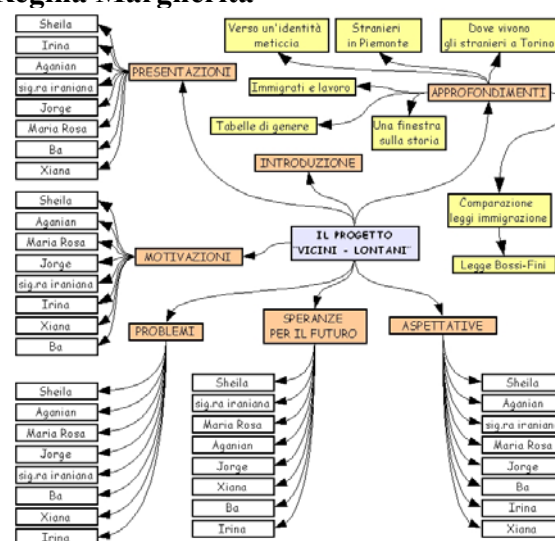 Regina Margherita
Sheila
Irina
Aganian
sig.ra iraniana
Jorge
Maria Rosa
Ba
Xiana
PRESENTAZIONI
Verso un'identità
meticcia
Stranieri
in Piemonte
Dove vivono
gli stranieri a Torino
Immigrati e lavoro
APPROFONDIMENTI
Tabelle di genere
Una finestra
sulla storia
INTRODUZIONE
Comparazione
leggi immigrazione
Legge Bossi-Fini
IL PROGETTO
"VICINI - LONTANI"
Sheila
Aganian
Maria Rosa
Jorge
sig.ra iraniana
Irina
Xiana
Ba
MOTIVAZIONI
PROBLEMI
SPERANZE
PER IL FUTURO
ASPETTATIVE
Sheila
Aganian
Maria Rosa
Jorge
sig.ra iraniana
Ba
Xiana
Irina
Sheila
sig.ra iraniana
Maria Rosa
Aganian
Jorge
Xiana
Ba
Irina
Sheila
Aganian
sig.ra iraniana
Maria Rosa
Jorge
Ba
Irina
Xiana